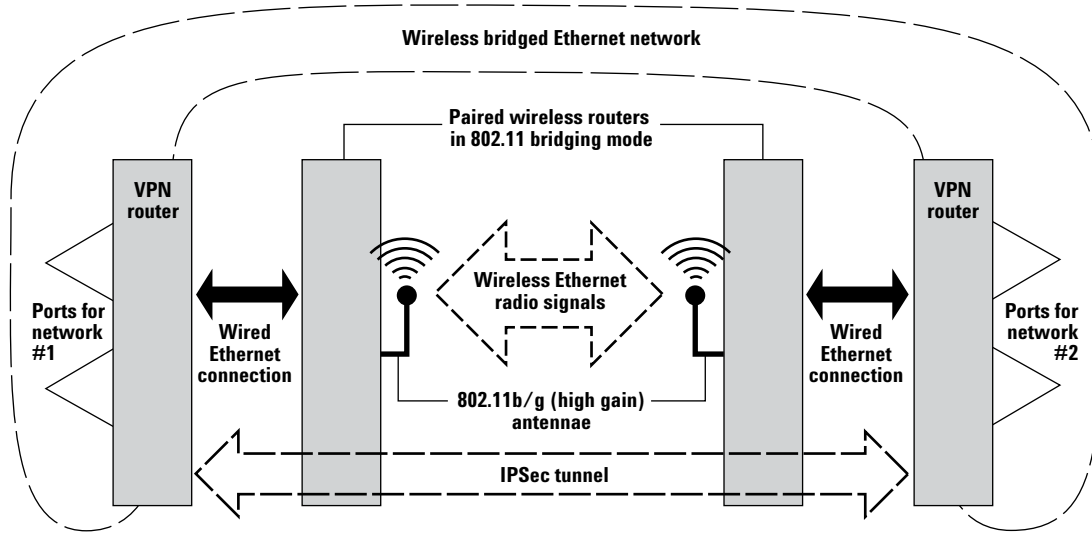 Wireless bridged Ethernet network
Paired wireless routers
in 802.11 bridging mode
VPN
router
VPN
router
Wireless Ethernet
radio signals
Ports for
network
#1
Wired
Ethernet
connection
Wired
Ethernet
connection
Ports for
network
#2
802.11b/g (high gain)
antennae
IPSec tunnel